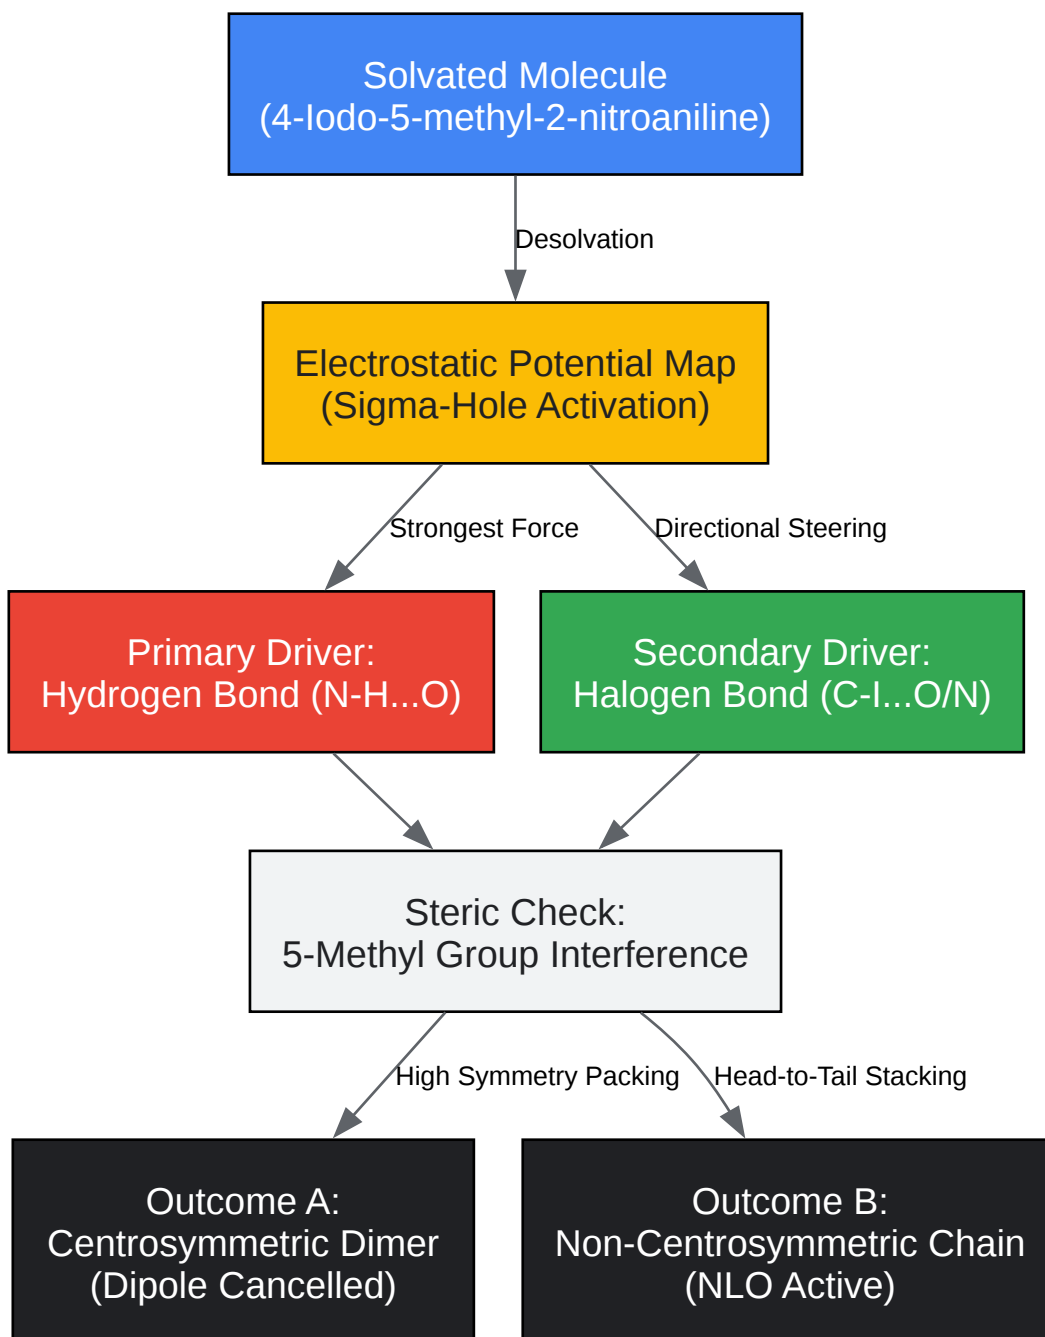 Solvated Molecule
(4-Iodo-5-methyl-2-nitroaniline)
Desolvation
Electrostatic Potential Map
(Sigma-Hole Activation)
Strongest Force
Directional Steering
Primary Driver:
Hydrogen Bond (N-H...O)
Secondary Driver:
Halogen Bond (C-I...O/N)
Steric Check:
5-Methyl Group Interference
High Symmetry Packing
Head-to-Tail Stacking
Outcome A:
Centrosymmetric Dimer
(Dipole Cancelled)
Outcome B:
Non-Centrosymmetric Chain
(NLO Active)